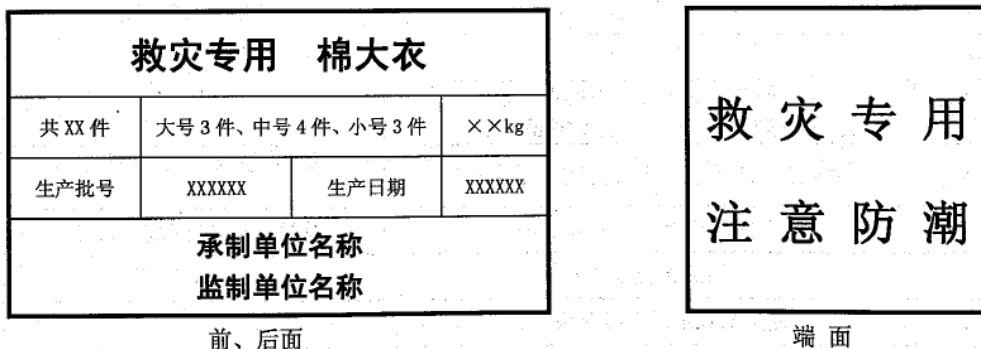 救灾专用 棉大衣
共 XX 件 大号 3 件、中号 4 件、小号 3 件 ××kg
生产批号 XXXXXX 生产日期 XXXXXX
承制单位名称
监制单位名称
前、后面
救灾专用
注意防潮
端 面